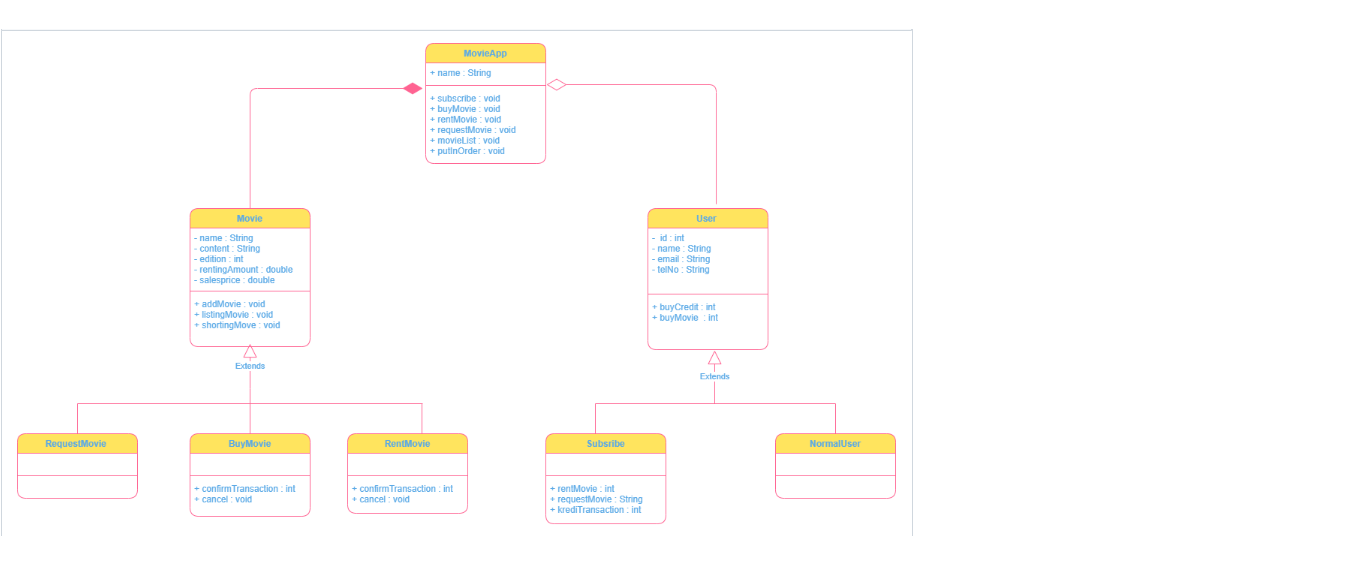 MovieApp
+ name : String
+ subscribe : void
+ buyMovie : void
+ rentMovie : void
+ requestMovie : void
+ movieList : void
+ putInOrder : void
Movie
- name : String
- content : String
- edition : int
- rentingAmount : double
- salesprice : double
+ addMovie : void
+ listingMovie : void
+ shortingMove : void
User
- id : int
- name : String
- email : String
- telNo : String
+ buyCredit : int
+ buyMovie : int
Extends
Extends
RequestMovie
BuyMovie
+ confirmTransaction : int
+ cancel : void
RentMovie
+ confirmTransaction : int
+ cancel : void
Subsribe
+ rentMovie : int
+ requestMovie : String
+ krediTransaction : int
NormalUser